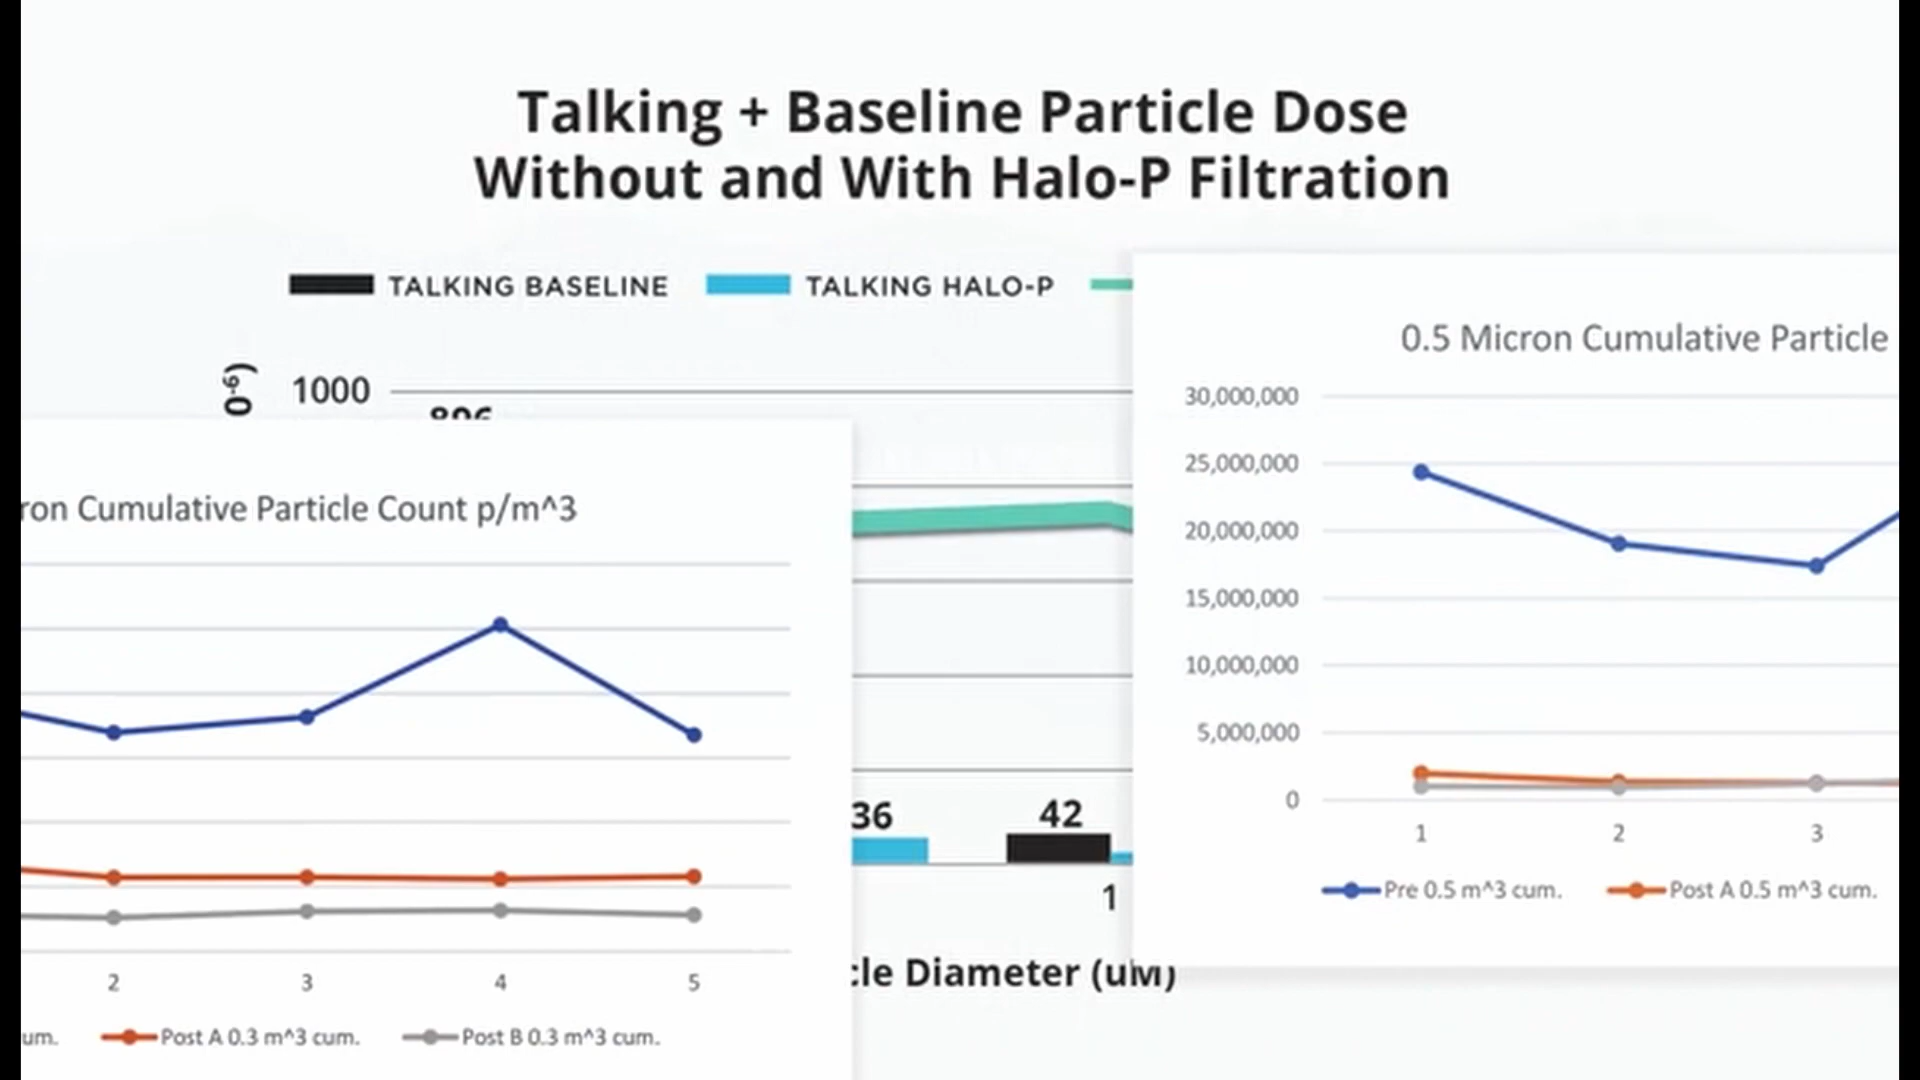 Talking + Baseline Particle Dose
Without and With Halo-P Filtration
TALKING BASELINE TALKING HALO-P
1000
896
36
42
1
Diameter (uM)
Cumulative Particle Count p/m^3
2 3 4 5
Post A 0.3 m^3 cum. Post B 0.3 m^3 cum.
0.5 Micron Cumulative Particle
30,000,000
25,000,000
20,000,000
15,000,000
10,000,000
5,000,000
0
1 2 3
Pre 0.5 m^3 cum. Post A 0.5 m^3 cum.